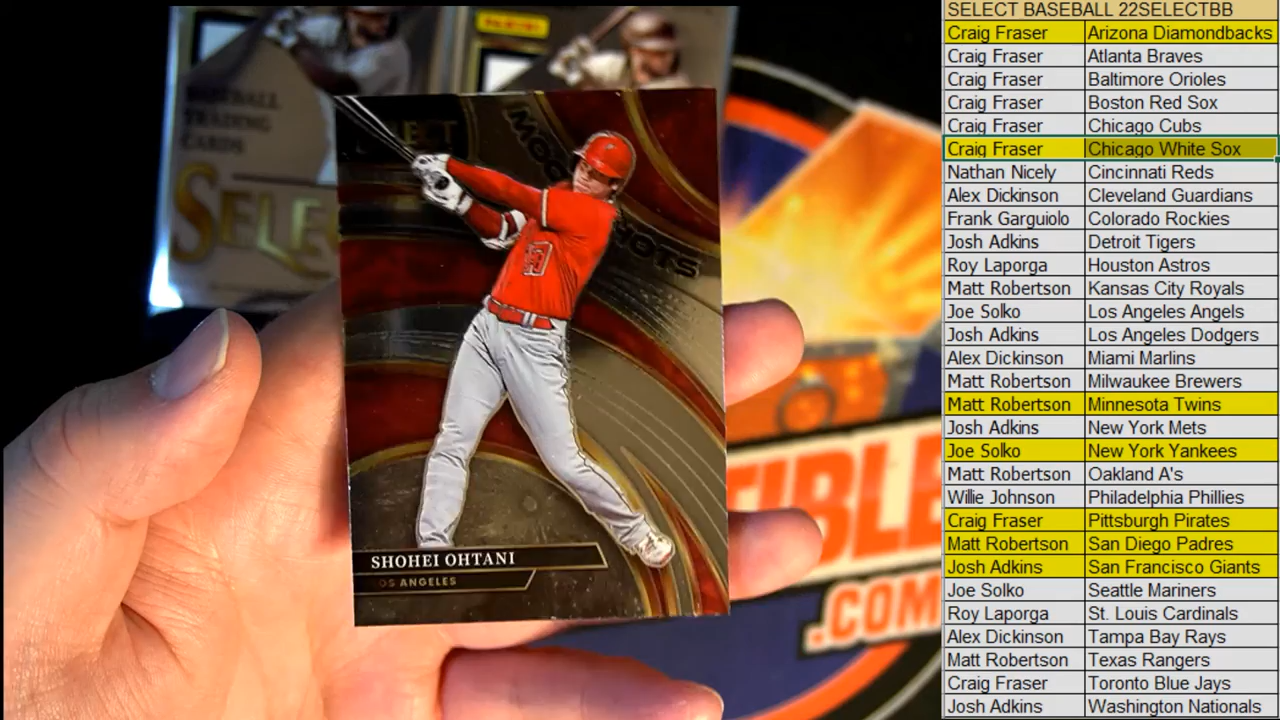 SELECT BASEBALL 22SELECTBB
Craig Fraser Arizona Diamondbacks
Craig Fraser Atlanta Braves
Craig Fraser Baltimore Orioles
Craig Fraser Boston Red Sox
Craig Fraser Chicago Cubs
Craig Fraser Chicago White Sox
Nathan Nicely Cincinnati Reds
Alex Dickinson Cleveland Guardians
Frank Garguiolo Colorado Rockies
Josh Adkins Detroit Tigers
Roy Laporga Houston Astros
Matt Robertson Kansas City Royals
Joe Solko Los Angeles Angels
Josh Adkins Los Angeles Dodgers
Alex Dickinson Miami Marlins
Matt Robertson Milwaukee Brewers
Matt Robertson Minnesota Twins
Josh Adkins New York Mets
Joe Solko New York Yankees
Matt Robertson Oakland A's
Willie Johnson Philadelphia Phillies
Craig Fraser Pittsburgh Pirates
Matt Robertson San Diego Padres
Josh Adkins San Francisco Giants
Joe Solko Seattle Mariners
Roy Laporga St. Louis Cardinals
Alex Dickinson Tampa Bay Rays
Matt Robertson Texas Rangers
Craig Fraser Toronto Blue Jays
Josh Adkins Washington Nationals
TRADING
CARDS
SHOHEI OHTANI
OS ANGELES
.COM